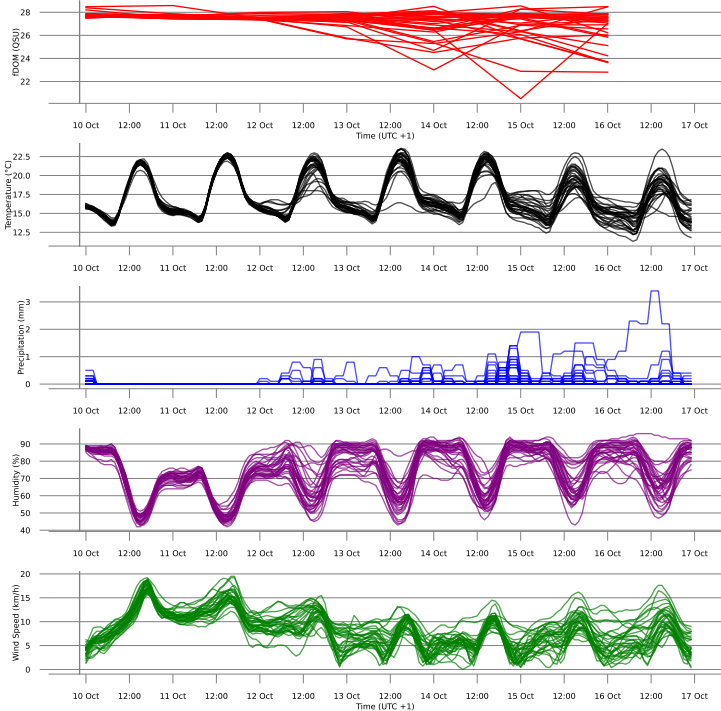 28
26
24
22
fDOM (QSU)
10 Oct 12:00 11 Oct 12:00 12 Oct 12:00 13 Oct 12:00 14 Oct 12:00 15 Oct 12:00 16 Oct 12:00 17 Oct
Time (UTC +1)
22.5
20.0
17.5
15.0
12.5
Temperature (°C)
10 Oct 12:00 11 Oct 12:00 12 Oct 12:00 13 Oct 12:00 14 Oct 12:00 15 Oct 12:00 16 Oct 12:00 17 Oct
3
2
1
0
Precipitation (mm)
10 Oct 12:00 11 Oct 12:00 12 Oct 12:00 13 Oct 12:00 14 Oct 12:00 15 Oct 12:00 16 Oct 12:00 17 Oct
90
80
70
60
50
40
Humidity (%)
10 Oct 12:00 11 Oct 12:00 12 Oct 12:00 13 Oct 12:00 14 Oct 12:00 15 Oct 12:00 16 Oct 12:00 17 Oct
20
15
10
5
0
Wind Speed (km/h)
10 Oct 12:00 11 Oct 12:00 12 Oct 12:00 13 Oct 12:00 14 Oct 12:00 15 Oct 12:00 16 Oct 12:00 17 Oct
Time (UTC +1)